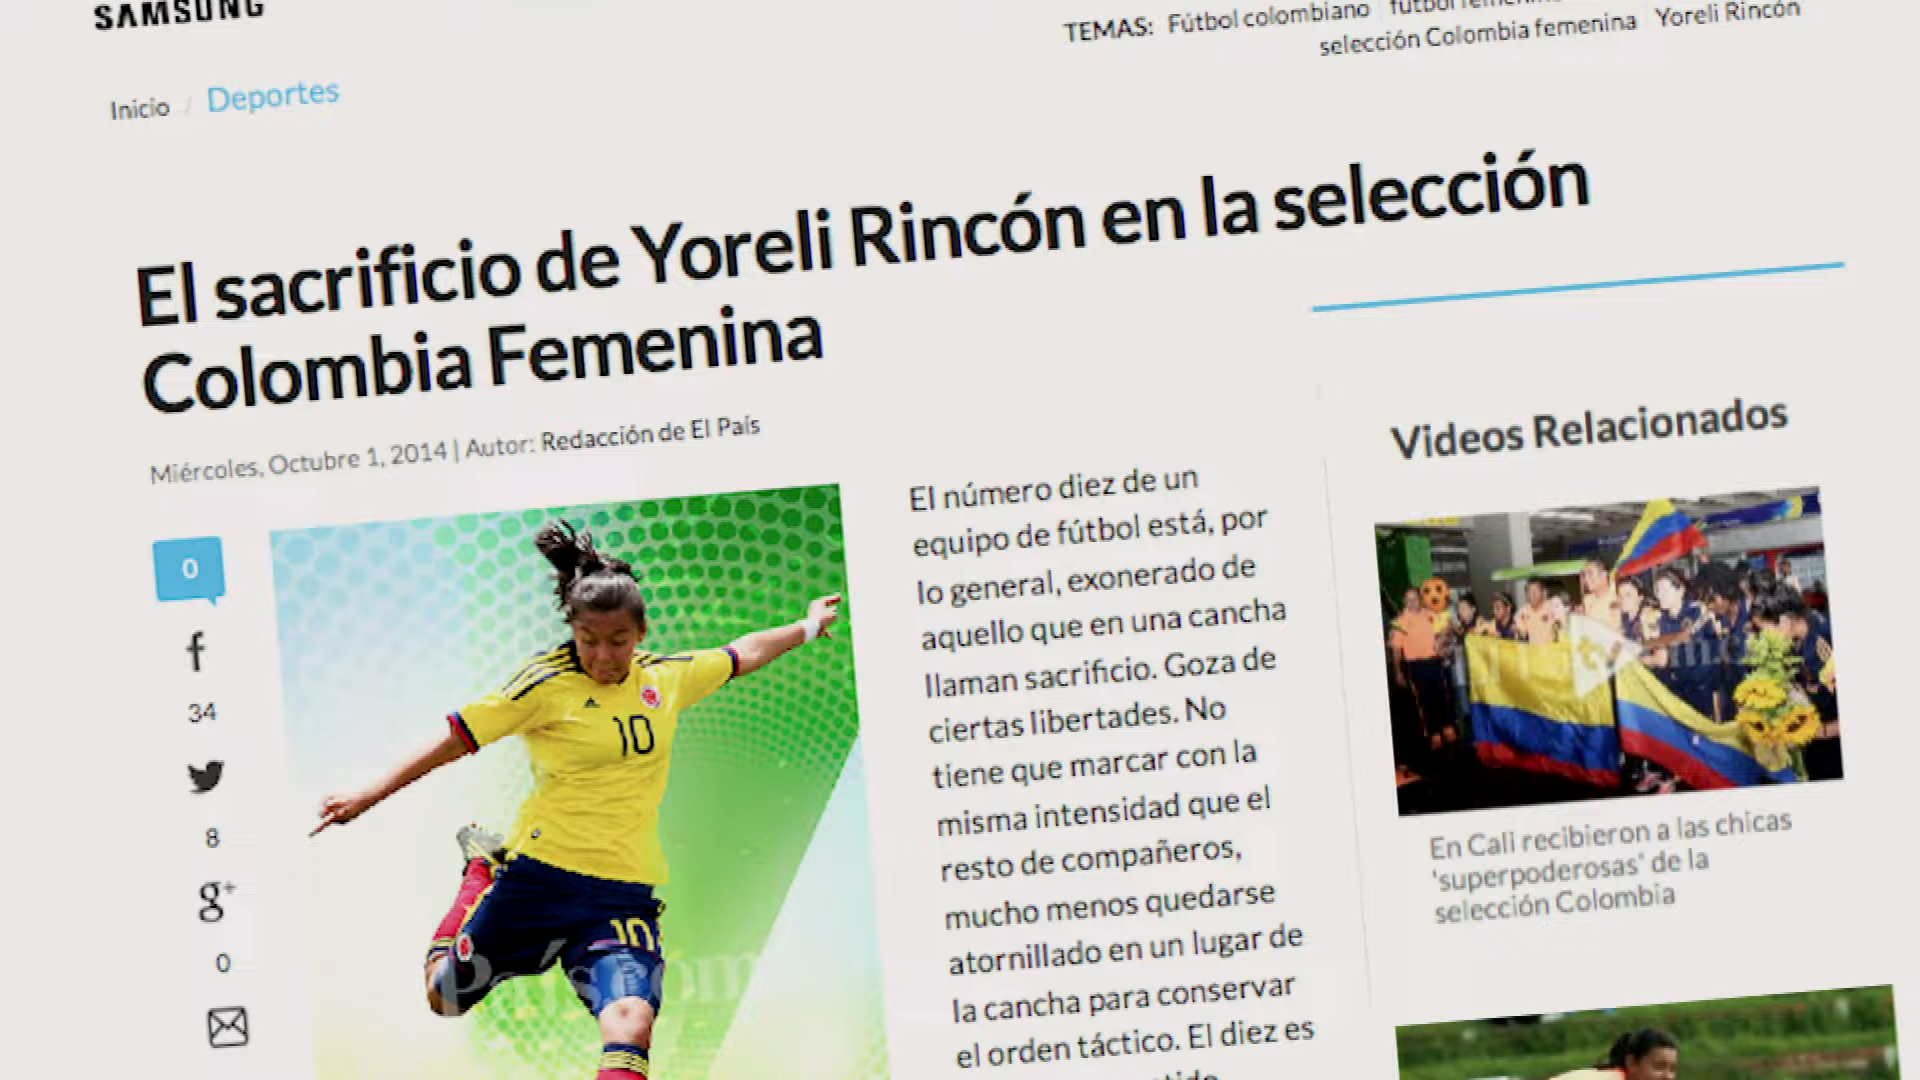 SAMSUNG
TEMAS: Fútbol colombiano
selección Colombia femenina Yoreli Rincón
Inicio / Deportes
El sacrificio de Yoreli Rincón en la selección
Colombia Femenina
Miércoles, Octubre 1, 2014 | Autor: Redacción de El País
0
34
8
g+
0
10
10
El número diez de un
equipo de fútbol está, por
lo general, exonerado de
aquello que en una cancha
llaman sacrificio. Goza de
ciertas libertades. No
tiene que marcar con la
misma intensidad que el
resto de compañeros,
mucho menos quedarse
atornillado en un lugar de
la cancha para conservar
el orden táctico. El diez es
Videos Relacionados
En Cali recibieron a las chicas
'superpoderosas' de la
selección Colombia